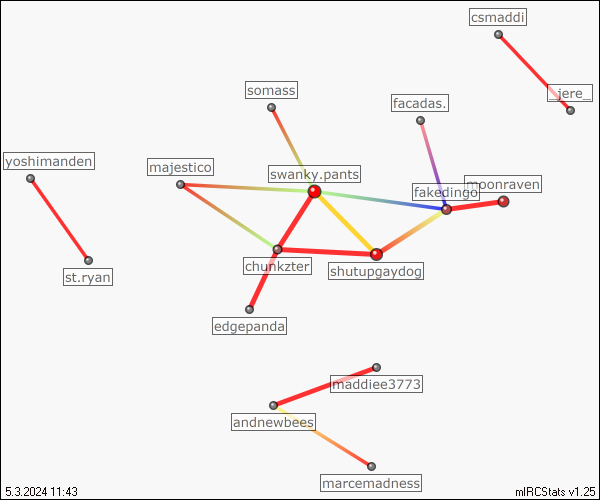 csmaddi
somass
_jere_
facadas.
yoshimanden
majestico
swanky.pants
moonraven
fakedingo
chunkzter
shutupgaydog
st.ryan
edgepanda
maddiee3773
andnewbees
marcemadness
5.3.2024 11:43
mIRCStats v1.25